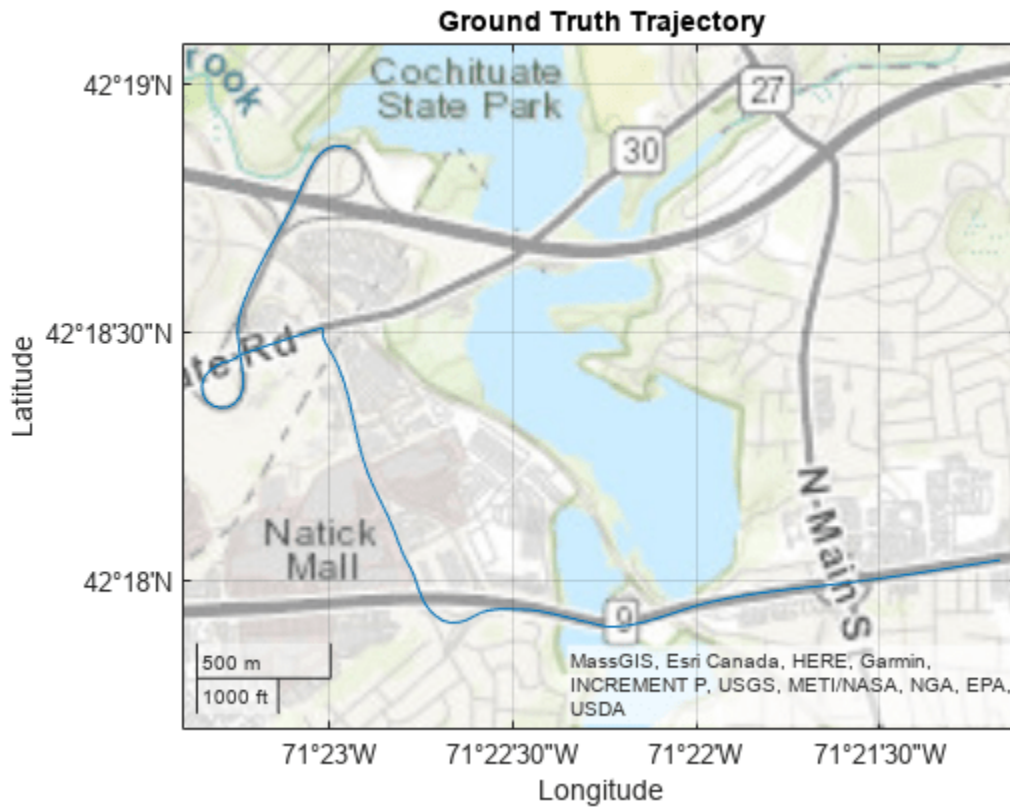 Ground Truth Trajectory
rook
Cochituate
State Park
27
30
42°19'N
42°18'30"N
ate Rd
Latitude
Natick
Mall
N-Main-S
42°18'N
9
500 m
1000 ft
MassGIS, Esri Canada, HERE, Garmin,
INCREMENT P, USGS, METI/NASA, NGA, EPA,
USDA
71°23'W
71°22'30"W
71°22'W
71°21'30"W
Longitude